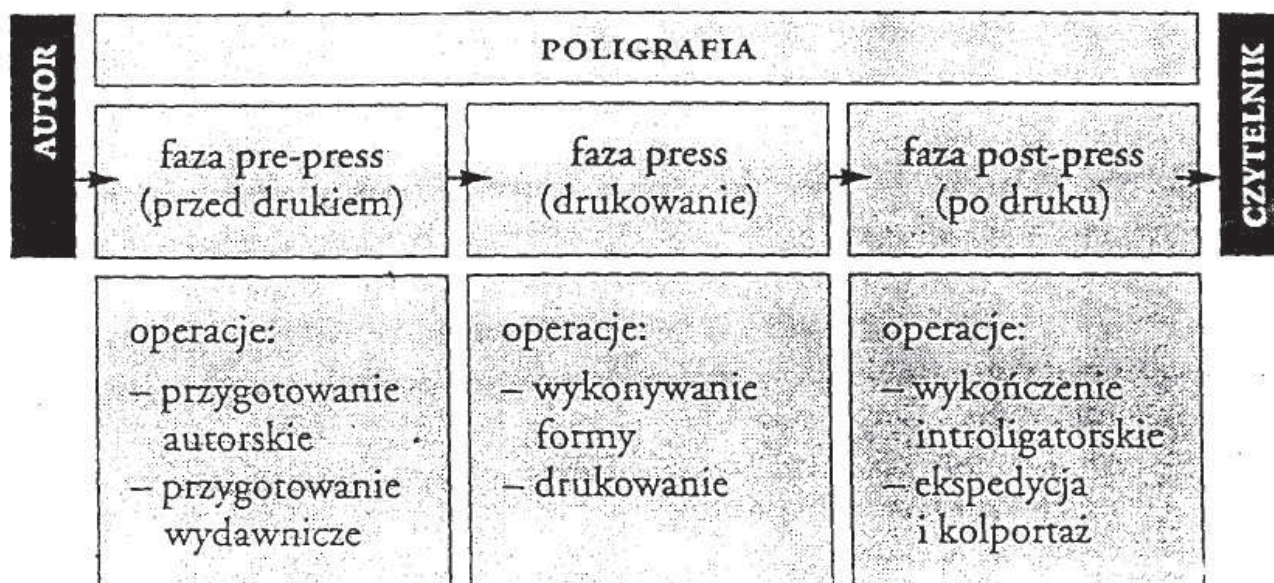 AUTOR
POLIGRAFIA
CZYTELNIK
faza pre-press
(przed drukiem)
faza press
(drukowanie)
faza post-press
(po druku)
operacje:
– przygotowanie
autorskie
– przygotowanie
wydawnicze
operacje:
– wykonywanie
formy
– drukowanie
operacje:
– wykończenie
introligatorskie
– ekspedycja
i kolportaż